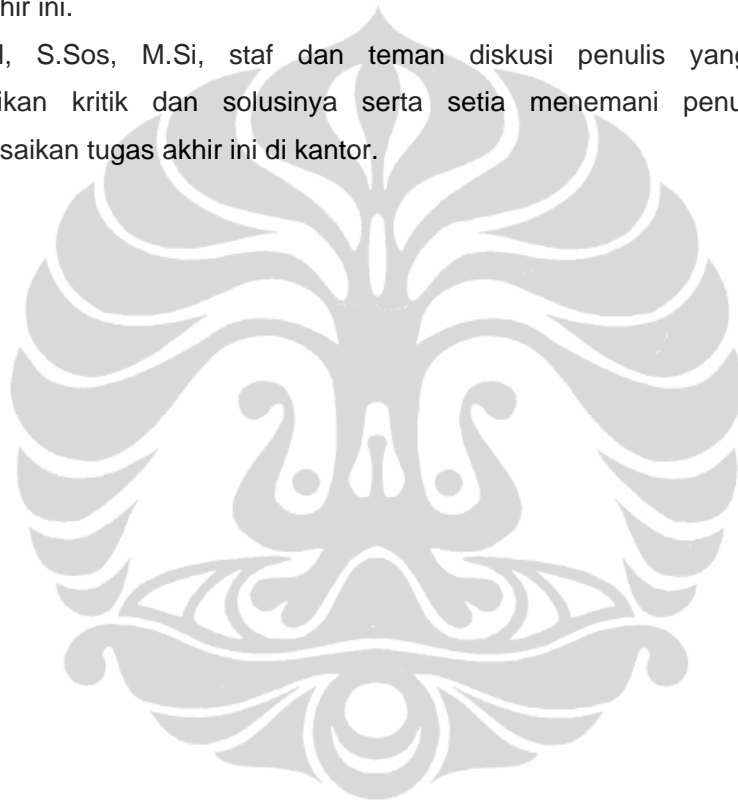 hir ini.
, S.Sos, M.Si, staf dan teman diskusi penulis yang
ikan kritik dan solusinya serta setia menemani penu
saikan tugas akhir ini di kantor.